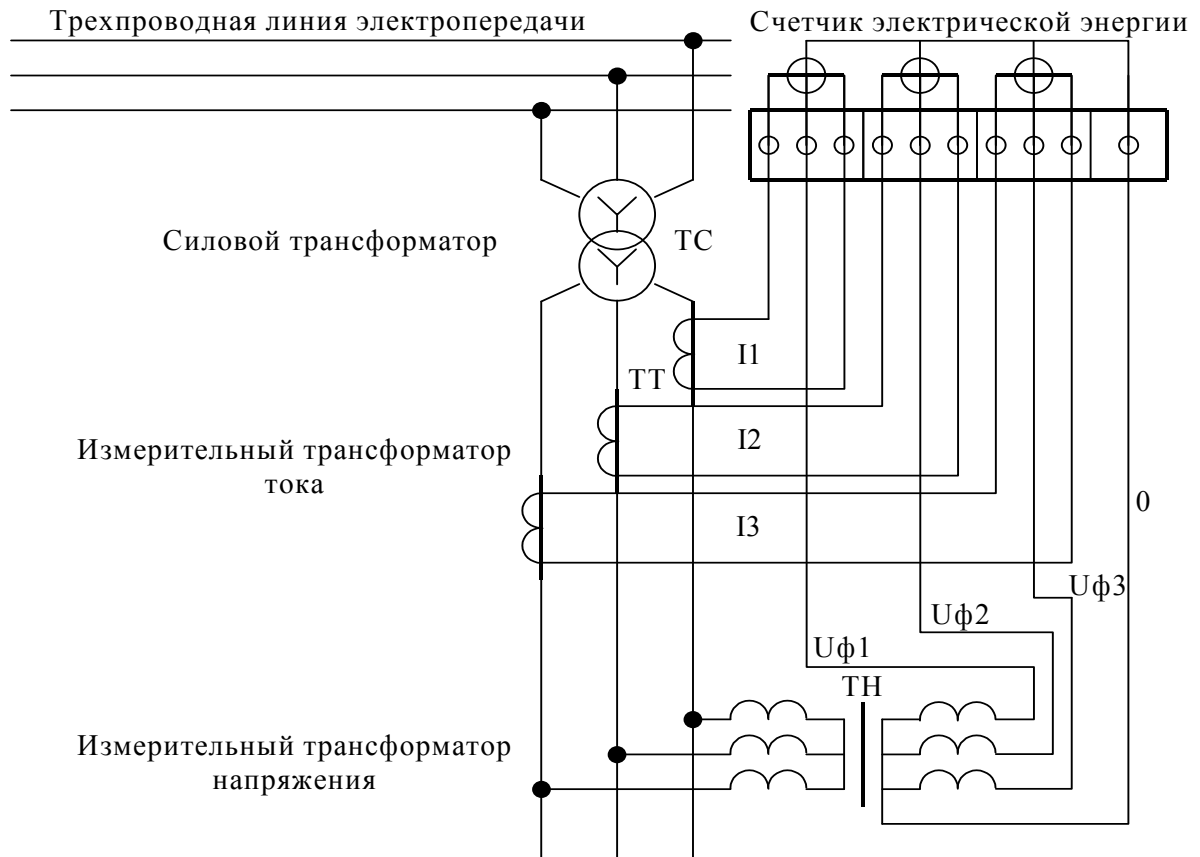 Трехпроводная линия электропередачи
Счетчик электрической энергии
Силовой трансформатор
ТС
I1
ТТ
Измерительный трансформатор
тока
I2
I3
0
Uф3
Uф2
Uф1
ТН
Измерительный трансформатор
напряжения